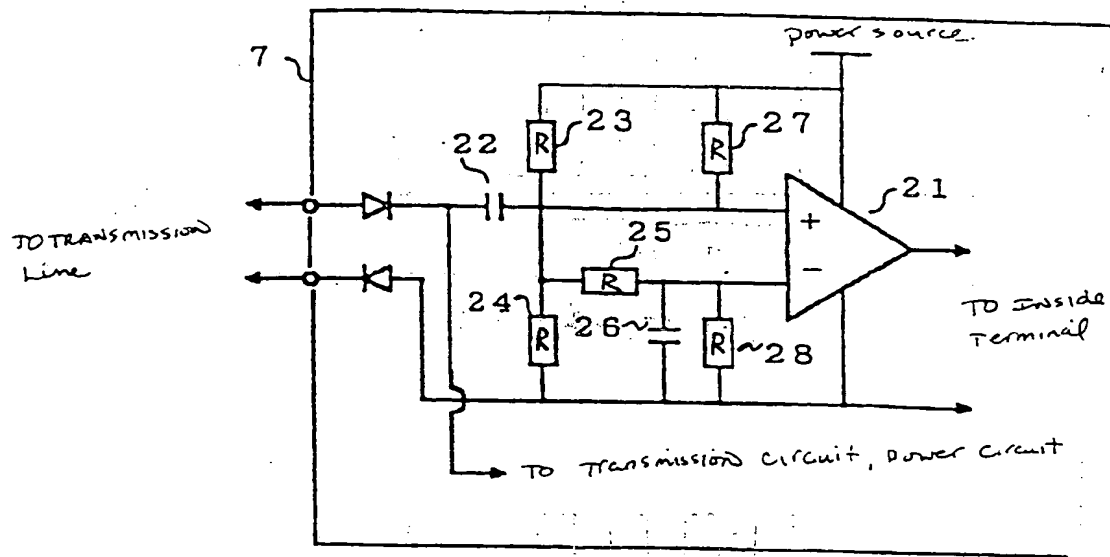 power source.
7
R
23
R
27
22
21
+
TO TRANSMISSION
Line
25
−
R
24
R
26
R
28
TO INSIDE
Terminal
TO Transmission circuit, power circuit